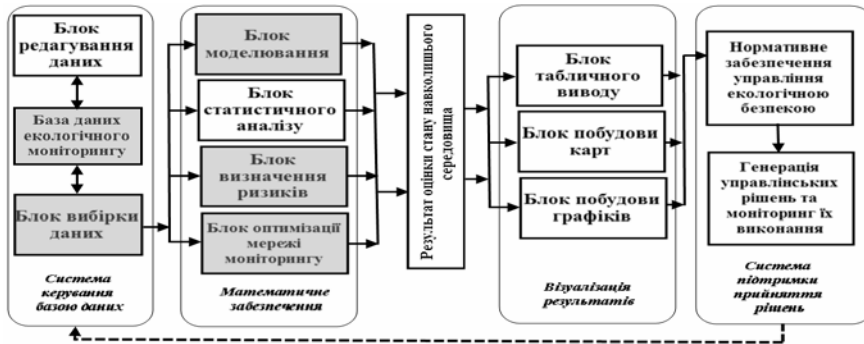 Блок
редагування
даних
База даних
екологічного
моніторингу
Блок вибірки
даних
Система
керування
базою даних
Блок
моделювання
Блок
статистичного
аналізу
Блок
визначення
ризиків
Блок оптимізації
мережі
моніторингу
Математичне
забезпечення
Результат оцінки стану навколишнього
середовища
Блок
табличного
виводу
Блок побудови
карт
Блок побудови
графіків
Візуалізація
результатів
Нормативне
забезпечення
управління
екологічною
безпекою
Генерація
управлінських
рішень та
моніторинг їх
виконання
Система
підтримки
прийняття
рішень